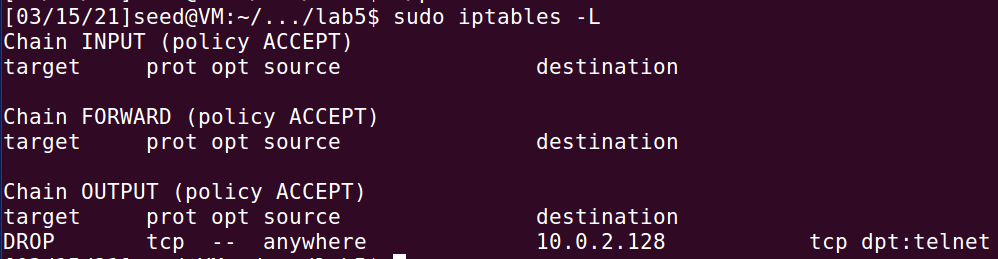 [03/15/21]seed@VM:~/.../lab5$ sudo iptables -L
Chain INPUT (policy ACCEPT)
target     prot opt source               destination
Chain FORWARD (policy ACCEPT)
target     prot opt source               destination
Chain OUTPUT (policy ACCEPT)
target     prot opt source               destination
DROP       tcp  --  anywhere             10.0.2.128           tcp dpt:telnet